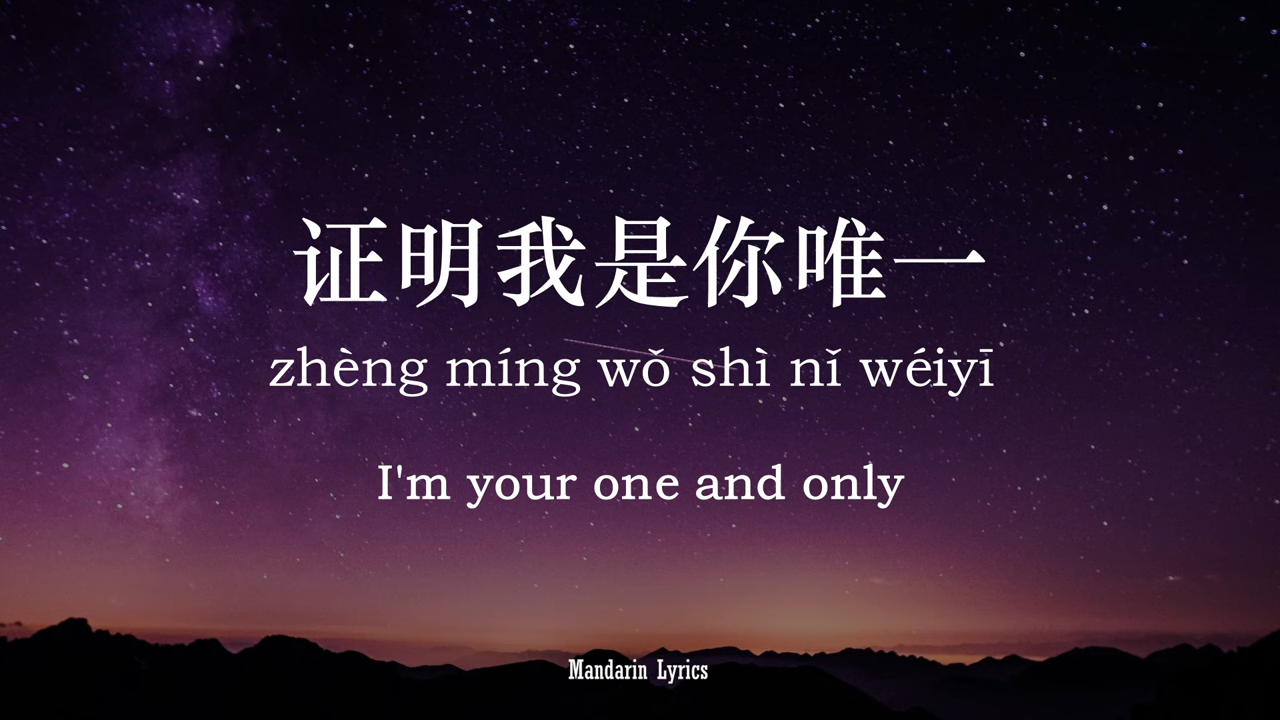 证明我是你唯一
zhèng míng wǒ shì nǐ wéiyī
I'm your one and only
Mandarin Lyrics